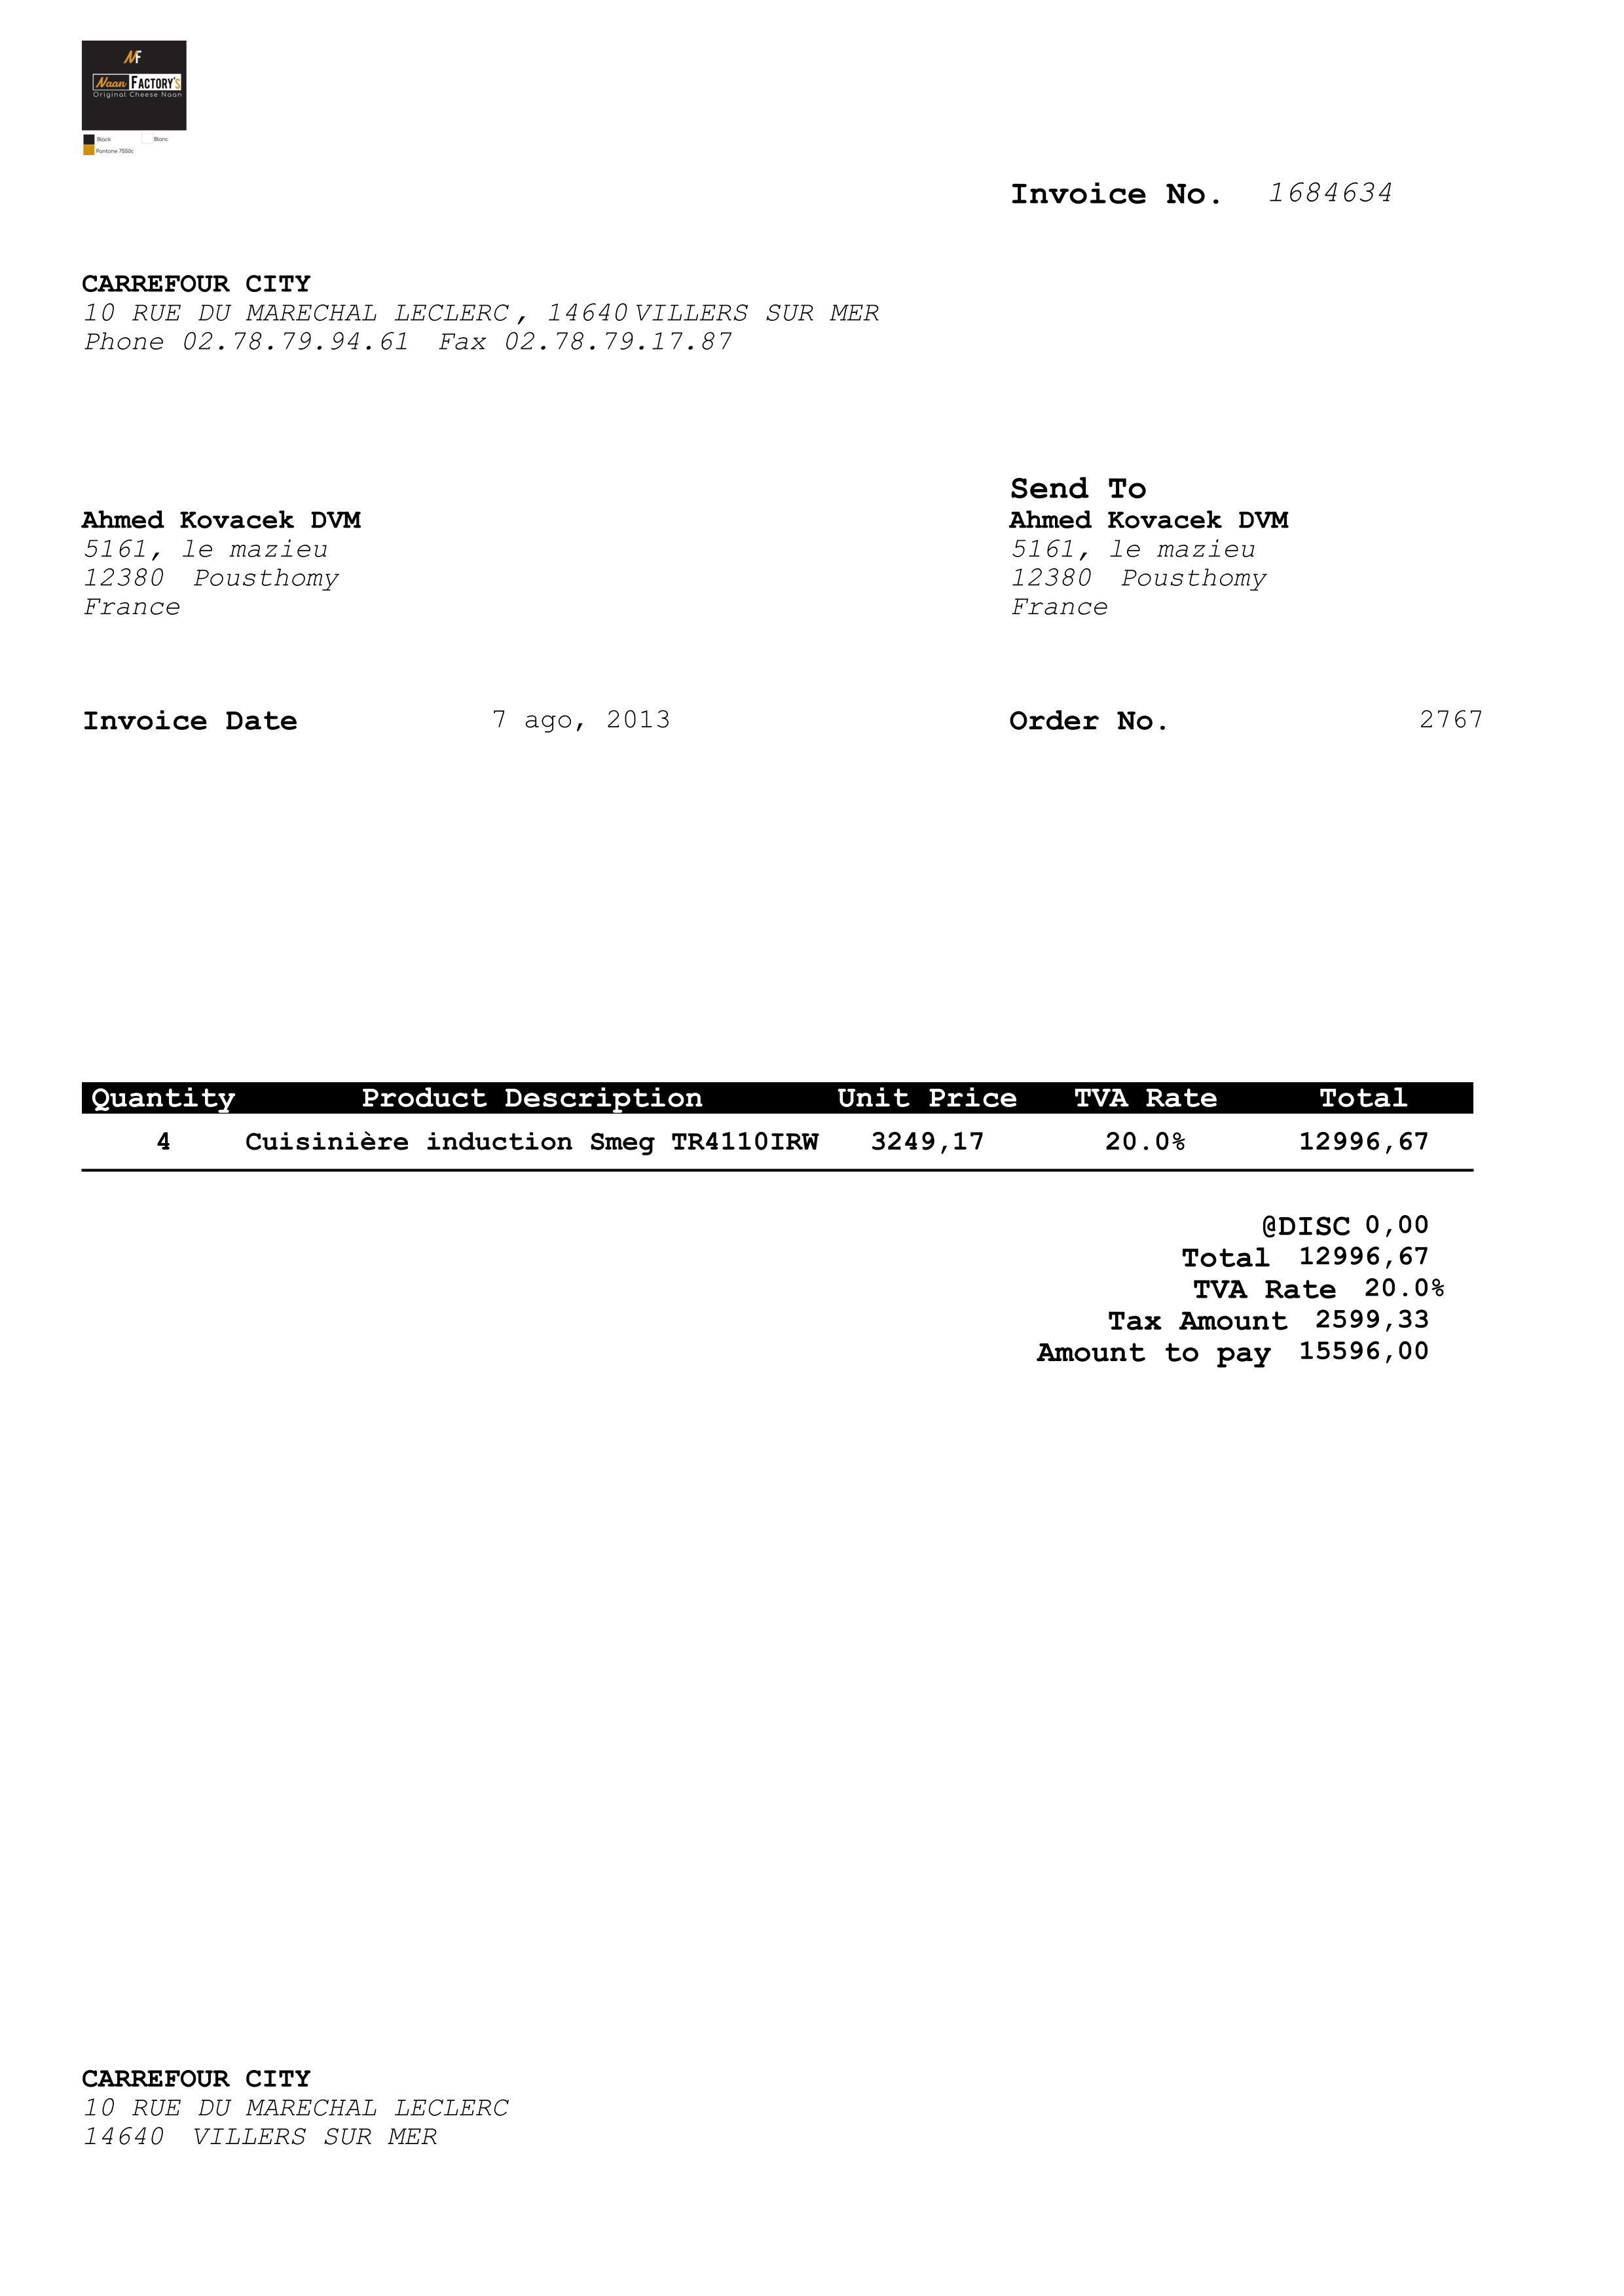 MF
Naan FACTORY'S
Original Cheese Naan
Black Blanc
Pantone 7550c
Invoice No. 1684634
CARREFOUR CITY
10 RUE DU MARECHAL LECLERC, 14640 VILLERS SUR MER
Phone 02.78.79.94.61 Fax 02.78.79.17.87
Send To
Ahmed Kovacek DVM Ahmed Kovacek DVM
5161, le mazieu 5161, le mazieu
12380 Pousthomy 12380 Pousthomy
France France
Invoice Date 7 ago, 2013 Order No. 2767
Quantity Product Description Unit Price TVA Rate Total
4 Cuisinière induction Smeg TR4110IRW 3249,17 20.0% 12996,67
@DISC 0,00
Total 12996,67
TVA Rate 20.0%
Tax Amount 2599,33
Amount to pay 15596,00
CARREFOUR CITY
10 RUE DU MARECHAL LECLERC
14640 VILLERS SUR MER